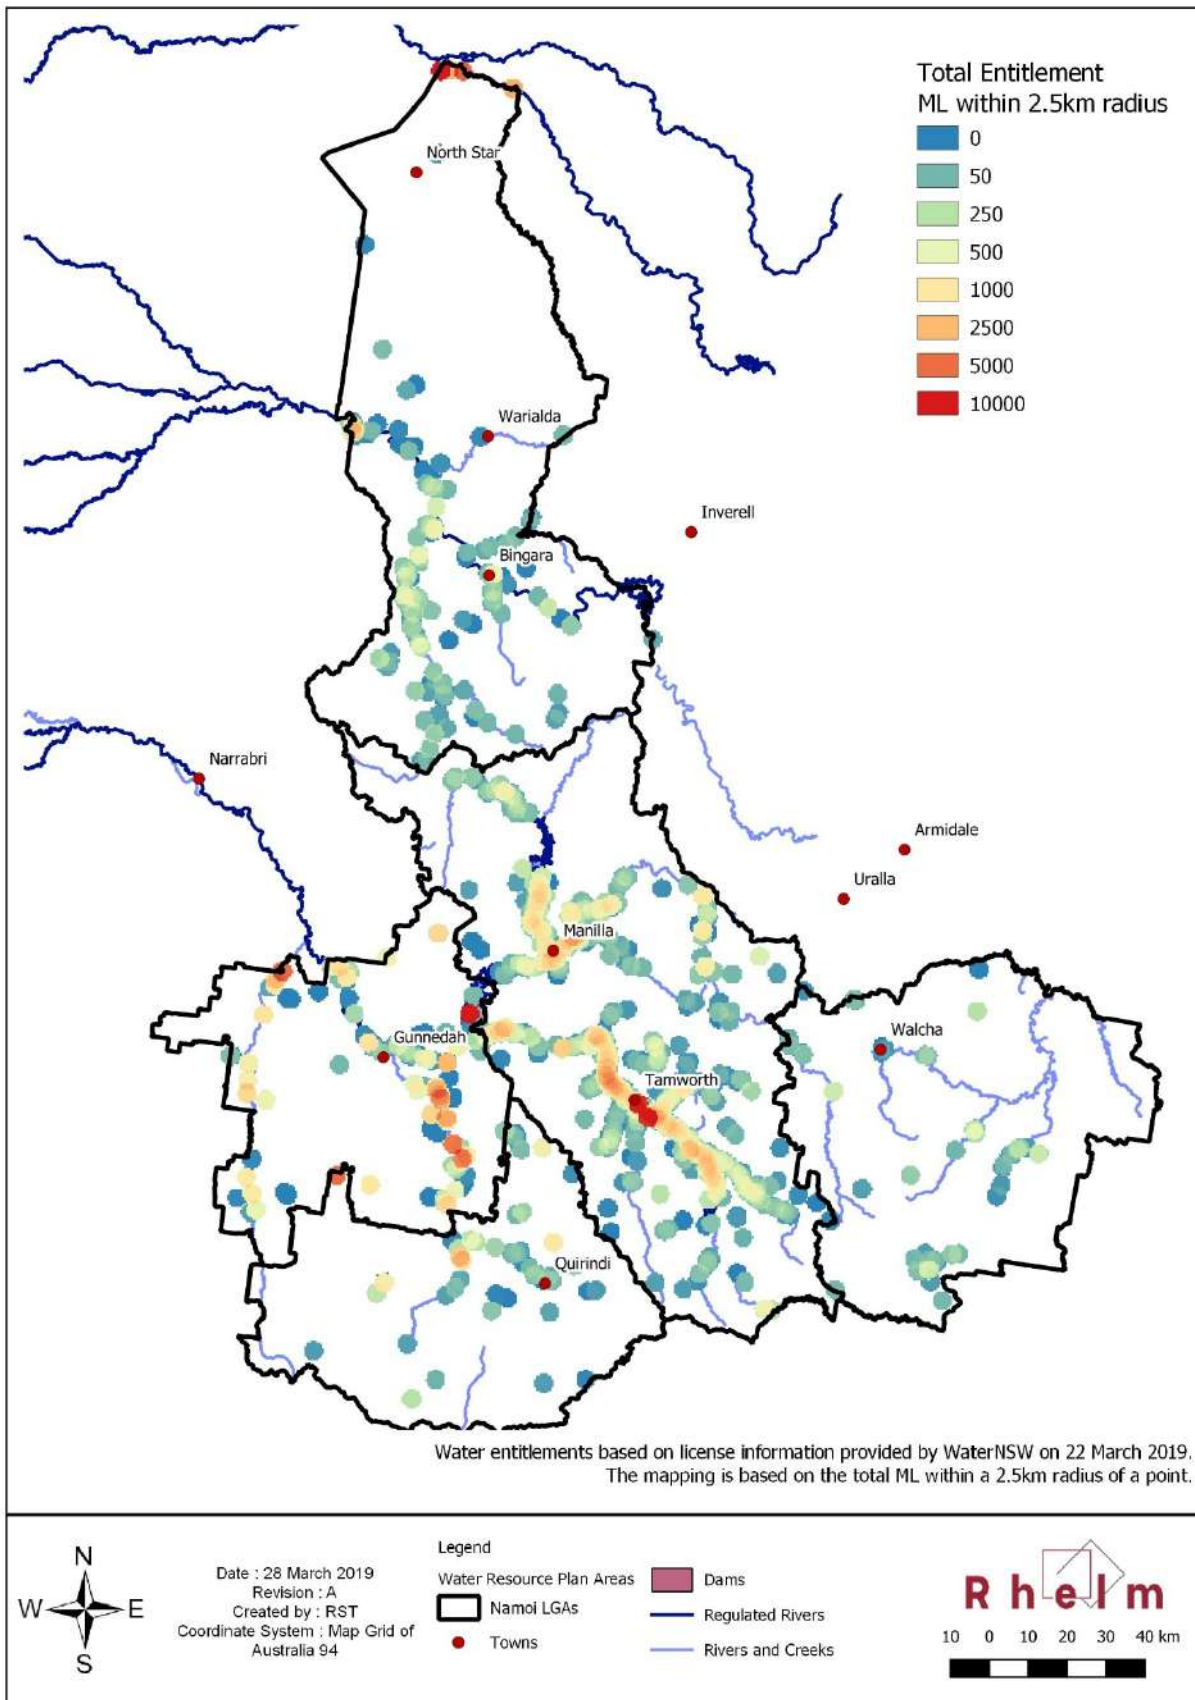 Total Entitlement
ML within 2.5km radius
0
50
250
500
1000
2500
5000
10000
North Star
Warialda
Inverell
Bingara
Narrabri
Armidale
Uralla
Manilla
Walcha
Gunnedah
Tamworth
Quirindi
Water entitlements based on license information provided by WaterNSW on 22 March 2019.
The mapping is based on the total ML within a 2.5km radius of a point.
N
W E
S
Date : 28 March 2019
Revision : A
Created by : RST
Coordinate System : Map Grid of
Australia 94
Legend
Water Resource Plan Areas
Namoi LGAs
Towns
Dams
Regulated Rivers
Rivers and Creeks
Rhelm
10 0 10 20 30 40 km